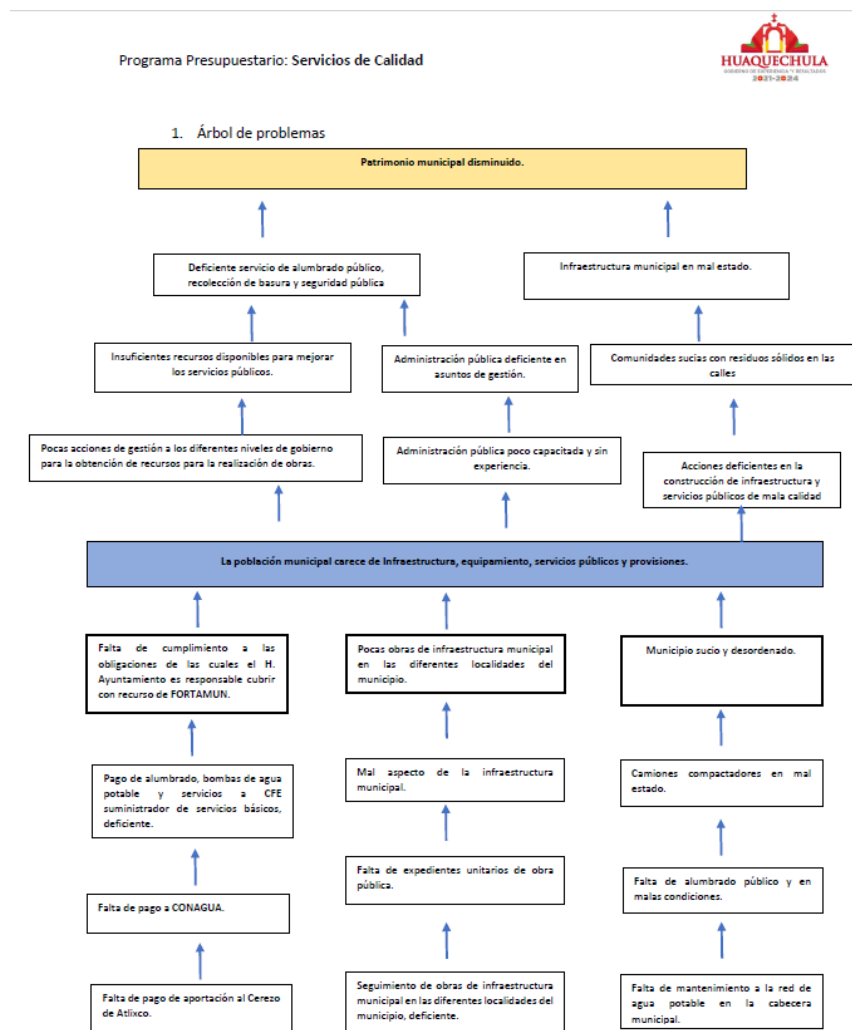 Programa Presupuestario: Servicios de Calidad
HUAQUECHULA
GOBIERNO DE EXPERIENCIA Y RESULTADOS
2021-2024
1. Árbol de problemas
Patrimonio municipal disminuido.
Deficiente servicio de alumbrado público,
recolección de basura y seguridad pública
Infraestructura municipal en mal estado.
Insuficientes recursos disponibles para mejorar
los servicios públicos.
Administración pública deficiente en
asuntos de gestión.
Comunidades sucias con residuos sólidos en las
calles
Pocas acciones de gestión a los diferentes niveles de gobierno
para la obtención de recursos para la realización de obras.
Administración pública poco capacitada y sin
experiencia.
Acciones deficientes en la
construcción de infraestructura y
servicios públicos de mala calidad
La población municipal carece de Infraestructura, equipamiento, servicios públicos y provisiones.
Falta de cumplimiento a las
obligaciones de las cuales el H.
Ayuntamiento es responsable cubrir
con recurso de FORTAMUN.
Pocas obras de infraestructura municipal
en las diferentes localidades del
municipio.
Municipio sucio y desordenado.
Pago de alumbrado, bombas de agua
potable y servicios a CFE
suministrador de servicios básicos,
deficiente.
Mal aspecto de la infraestructura
municipal.
Camiones compactadores en mal
estado.
Falta de pago a CONAGUA.
Falta de expedientes unitarios de obra
pública.
Falta de alumbrado público y en
malas condiciones.
Falta de pago de aportación al Cerezo
de Atlixco.
Seguimiento de obras de infraestructura
municipal en las diferentes localidades del
municipio, deficiente.
Falta de mantenimiento a la red de
agua potable en la cabecera
municipal.